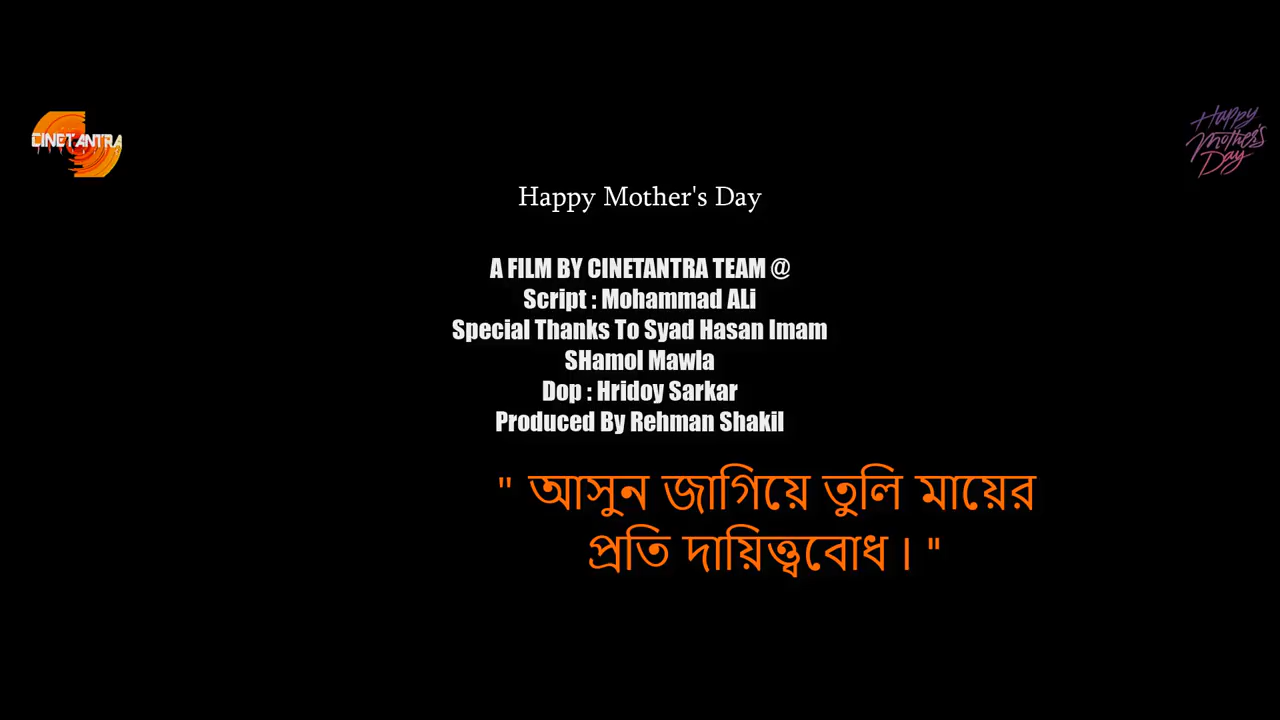 CINETANTRA
Happy
Mother's
Day
Happy Mother's Day
A FILM BY CINETANTRA TEAM @
Script : Mohammad ALi
Special Thanks To Syad Hasan Imam
SHamol Mawla
Dop : Hridoy Sarkar
Produced By Rehman Shakil
" আসুন জাগিয়ে তুলি মায়ের
প্রতি দায়িত্ত্ববোধ। "